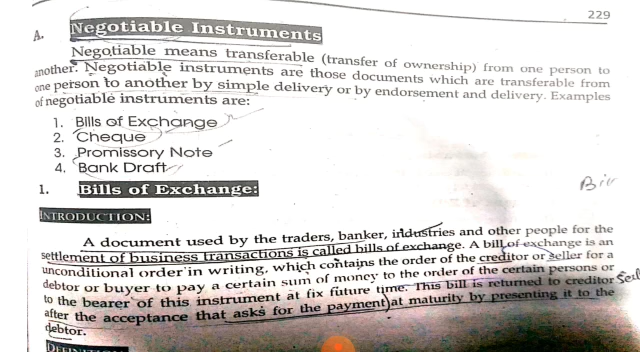 229
A. Negotiable Instruments
Negotiable means transferable (transfer of ownership) from one person to
another. Negotiable instruments are those documents which are transferable from
one person to another by simple delivery or by endorsement and delivery. Examples
of negotiable instruments are:
1. Bills of Exchange
2. Cheque
3. Promissory Note
4. Bank Draft
1. Bills of Exchange:
Bill
INTRODUCTION:
A document used by the traders, banker, industries and other people for the
settlement of business transactions is called bills of exchange. A bill of exchange is an
unconditional order in writing, which contains the order of the creditor or seller for a
debtor or buyer to pay a certain sum of money to the order of the certain persons or
to the bearer of this instrument at fix future time. This bill is returned to creditor
after the acceptance that asks for the payment at maturity by presenting it to the
debtor.